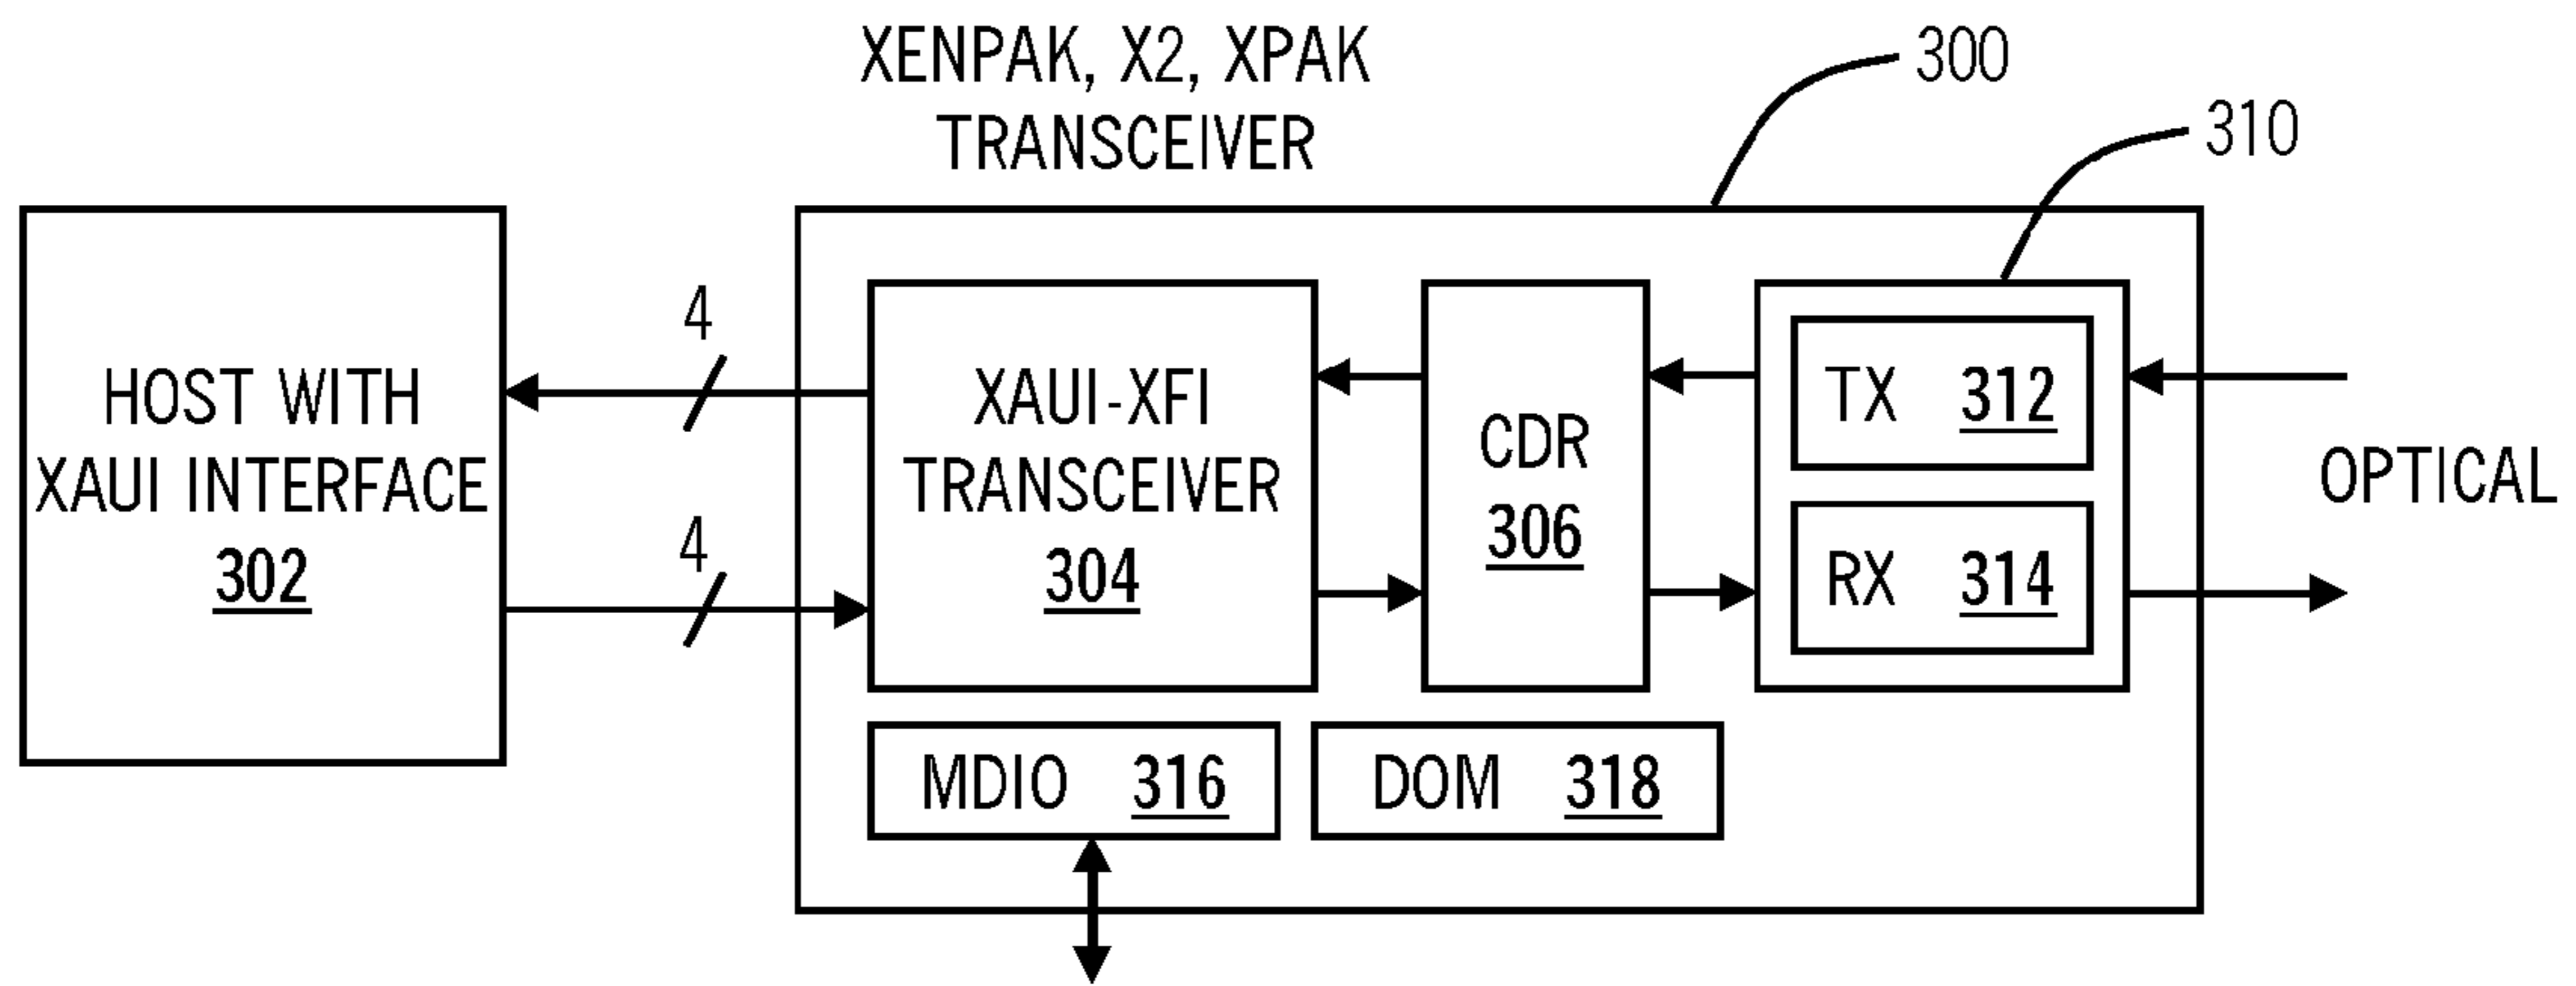 XENPAK, X2, XPAK
TRANSCEIVER
300
310
HOST WITH
XAUI INTERFACE
302
4
4
XAUI-XFI
TRANSCEIVER
304
CDR
306
TX 312
RX 314
OPTICAL
MDIO 316
DOM 318